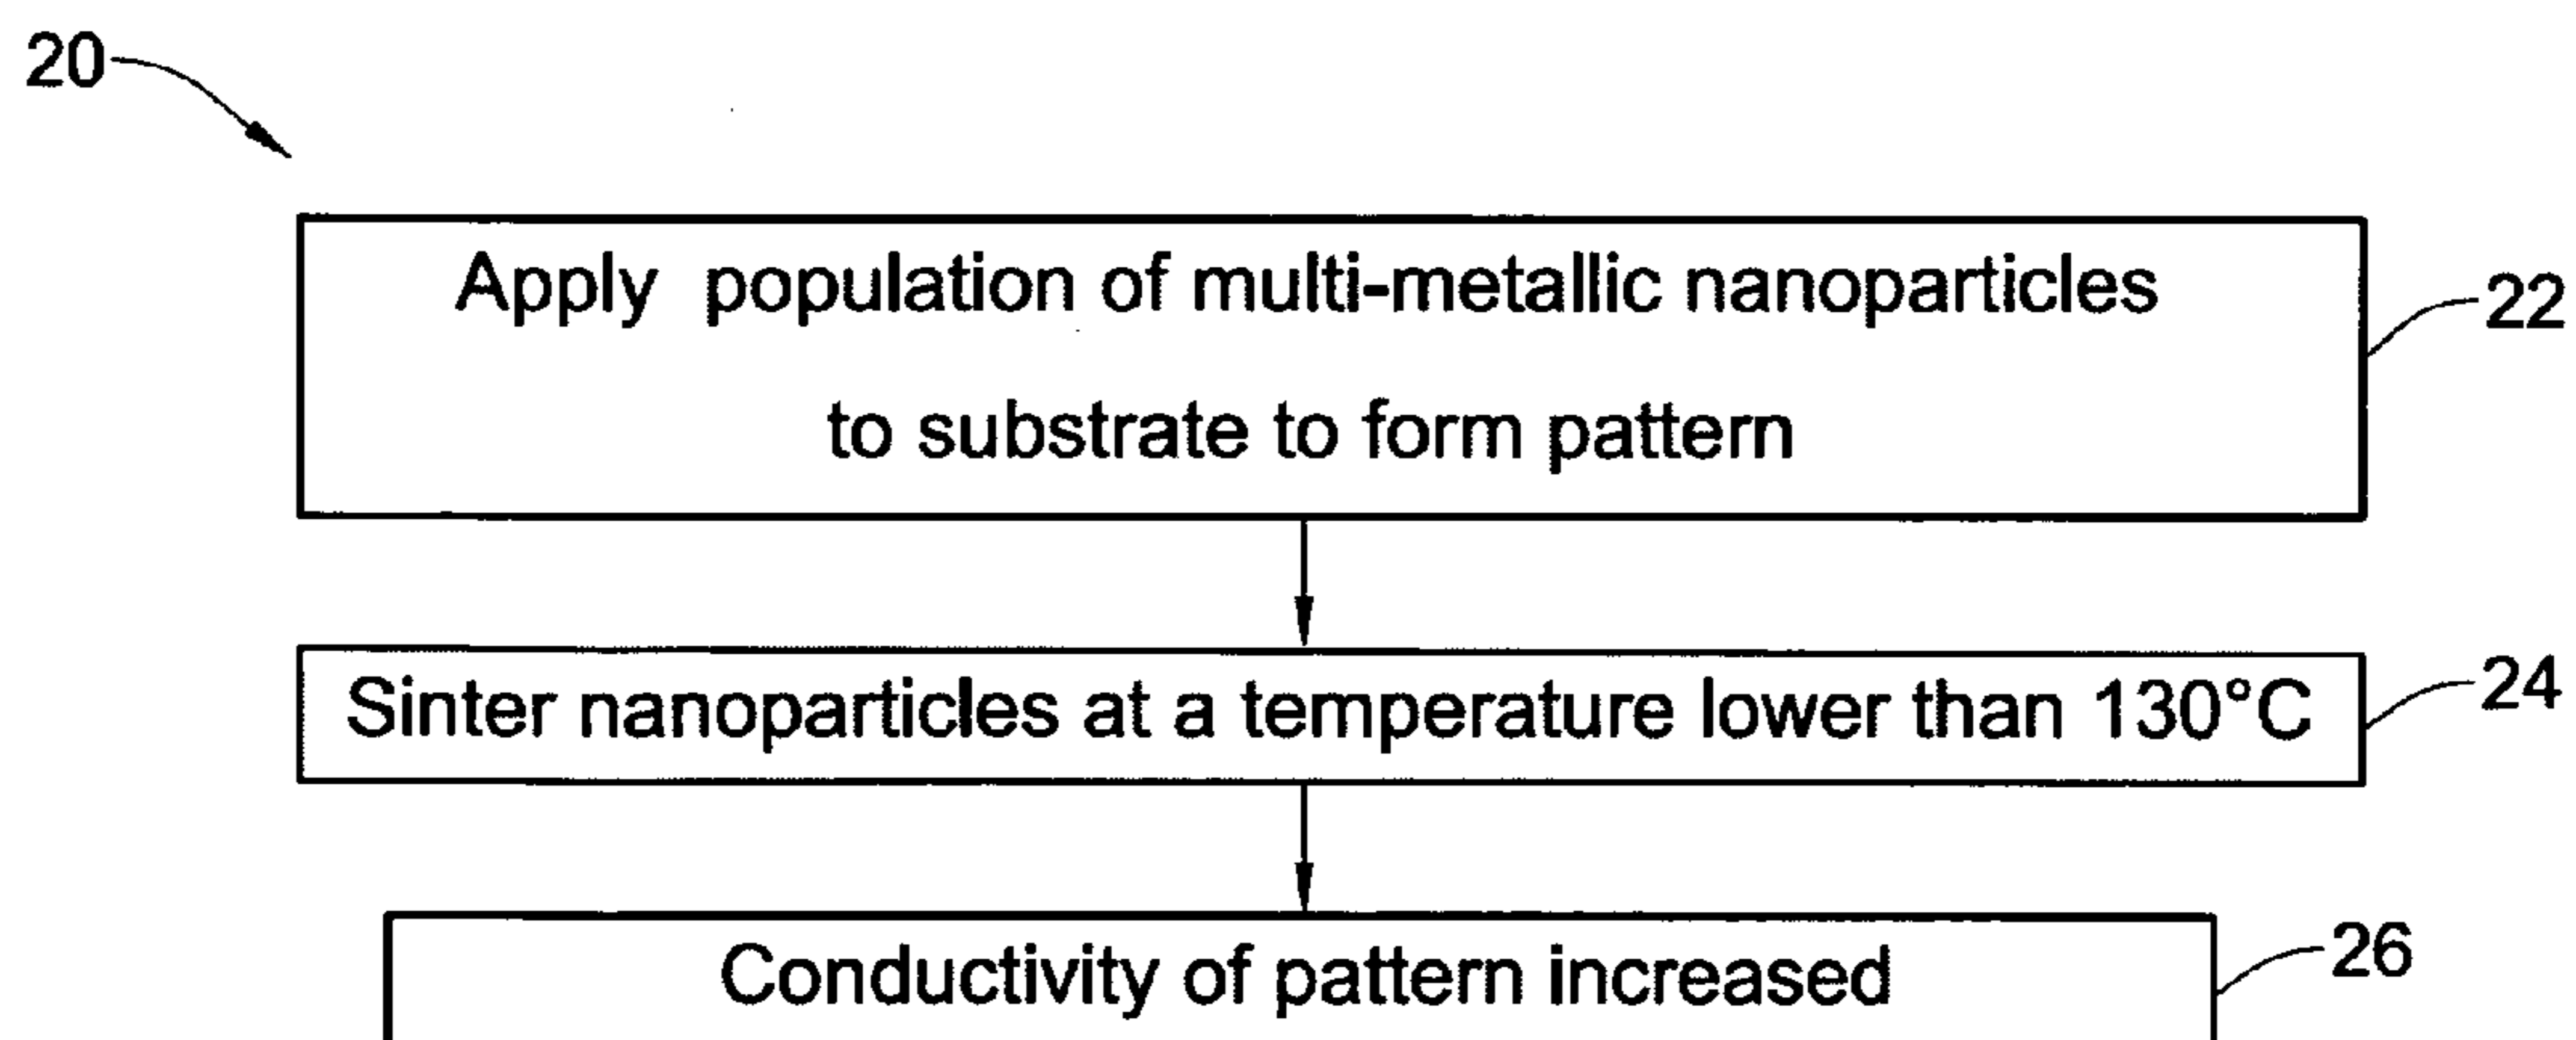 20
Apply population of multi-metallic nanoparticles
to substrate to form pattern
22
Sinter nanoparticles at a temperature lower than 130°C
24
Conductivity of pattern increased
26